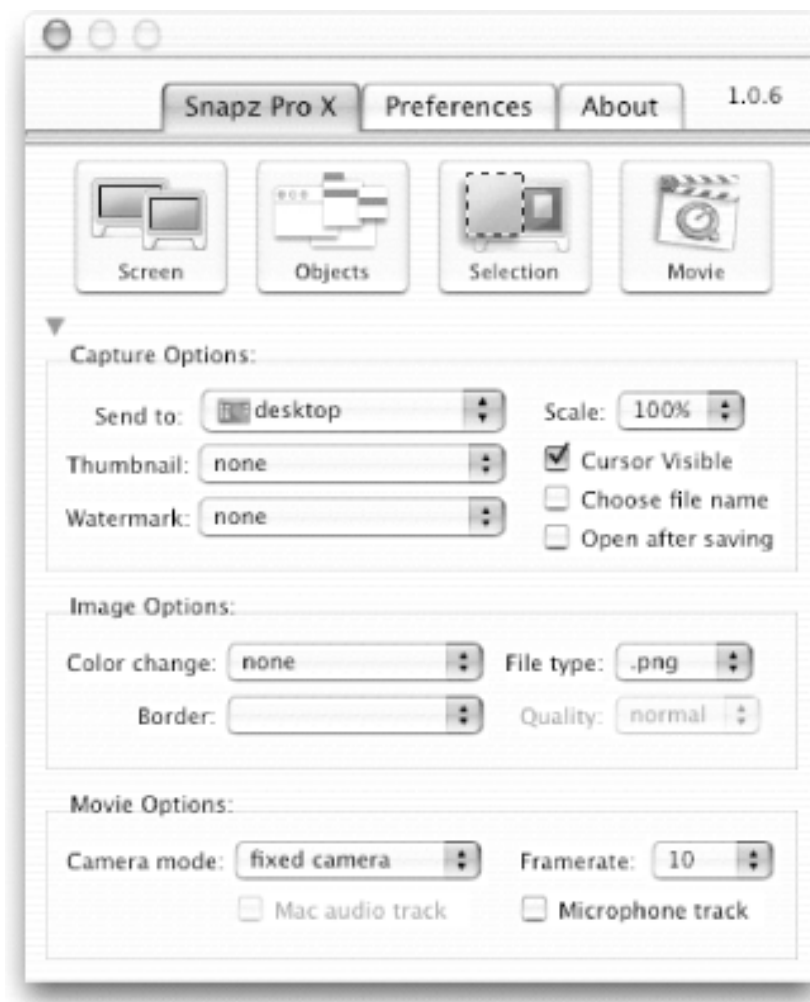 Snapz Pro X Preferences About 1.0.6
Screen Objects Selection Movie
Capture Options:
Send to: desktop Scale: 100%
Thumbnail: none Cursor Visible
Choose file name
Watermark: none
Open after saving
Image Options:
Color change: none File type: .png
Border: Quality: normal
Movie Options:
Camera mode: fixed camera Framerate: 10
Mac audio track Microphone track